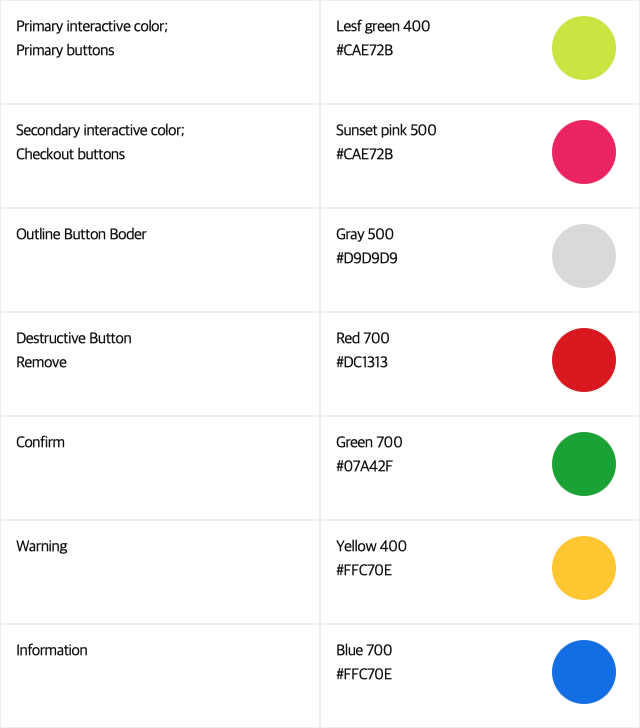 Primary interactive color;
Primary buttons
Lesf green 400
#CAE72B
Secondary interactive color;
Checkout buttons
Sunset pink 500
#CAE72B
Outline Button Boder
Gray 500
#D9D9D9
Destructive Button
Remove
Red 700
#DC1313
Confirm
Green 700
#07A42F
Warning
Yellow 400
#FFC70E
Information
Blue 700
#FFC70E